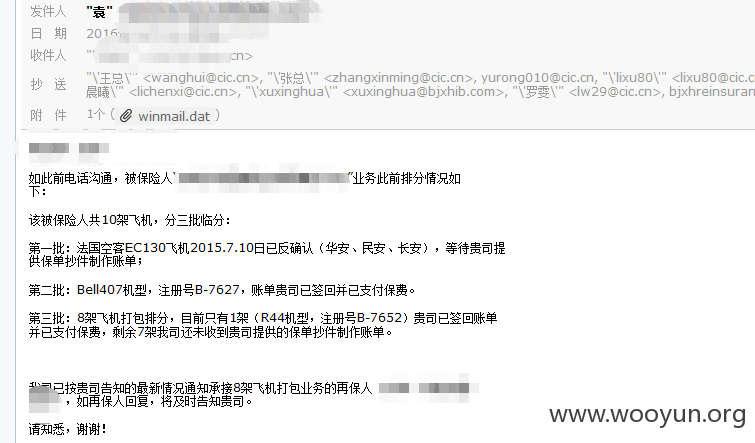 发件人 "袁"
日 期 2016
收件人 "' cn>
抄 送 "\'王总\'" <wanghui@cic.cn>, "\'张总\'" <zhangxinming@cic.cn>, yurong010@cic.cn, "\'lixu80\'" <lixu80@cic.cc
晨曦\'" <lichenxi@cic.cn>, "\'xuxinghua\'" <xuxinghua@bjxhib.com>, "\'罗雯\'" <lw29@cic.cn>, bjxhreinsuran
附 件 1个 ( winmail.dat )
如此前电话沟通，被保险人“ ”业务此前排分情况如
下：
该被保险人共10架飞机，分三批临分：
第一批：法国空客EC130飞机2015.7.10日已反确认（华安、民安、长安），等待贵司提
供保单抄件制作账单；
第二批：Bell407机型，注册号B-7627，账单贵司已签回并已支付保费。
第三批：8架飞机打包排分，目前只有1架（R44机型，注册号B-7652）贵司已签回账单
并已支付保费，剩余7架我司还未收到贵司提供的保单抄件制作账单。
我司已按贵司告知的最新情况通知承接8架飞机打包业务的再保人
，如再保人回复，将及时告知贵司。
请知悉，谢谢！
www.wooyun.org